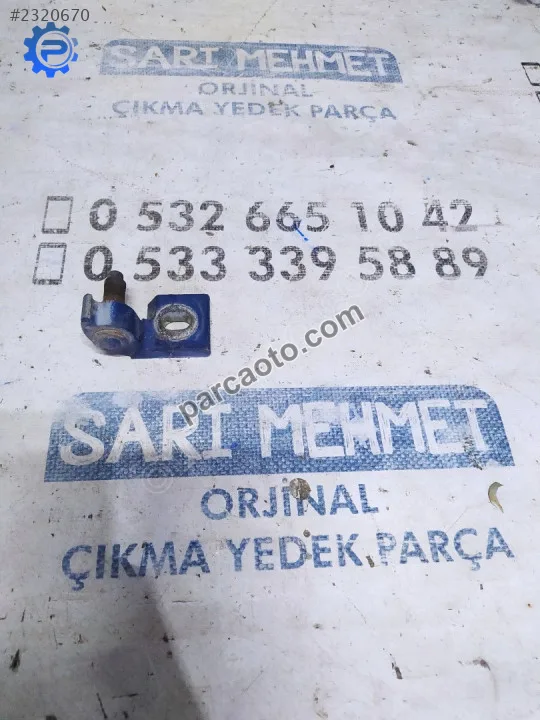 #2320670
SARI MEHMET
ORJİNAL
ÇIKMA YEDEK PARÇA
0 532 665 10 42
0 533 339 58 89
parcaoto.com
SARI MEHMET
ORJİNAL
ÇIKMA YEDEK PARÇA